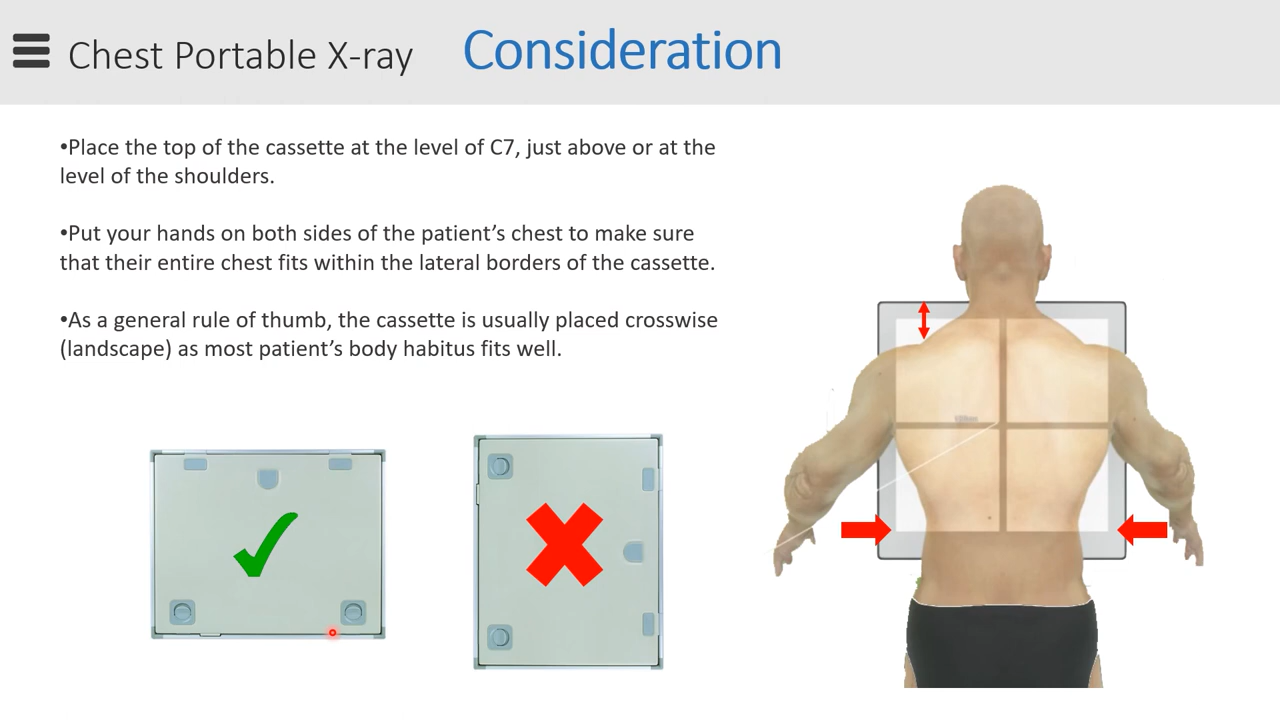 Chest Portable X-ray Consideration
•Place the top of the cassette at the level of C7, just above or at the
level of the shoulders.
•Put your hands on both sides of the patient’s chest to make sure
that their entire chest fits within the lateral borders of the cassette.
•As a general rule of thumb, the cassette is usually placed crosswise
(landscape) as most patient’s body habitus fits well.